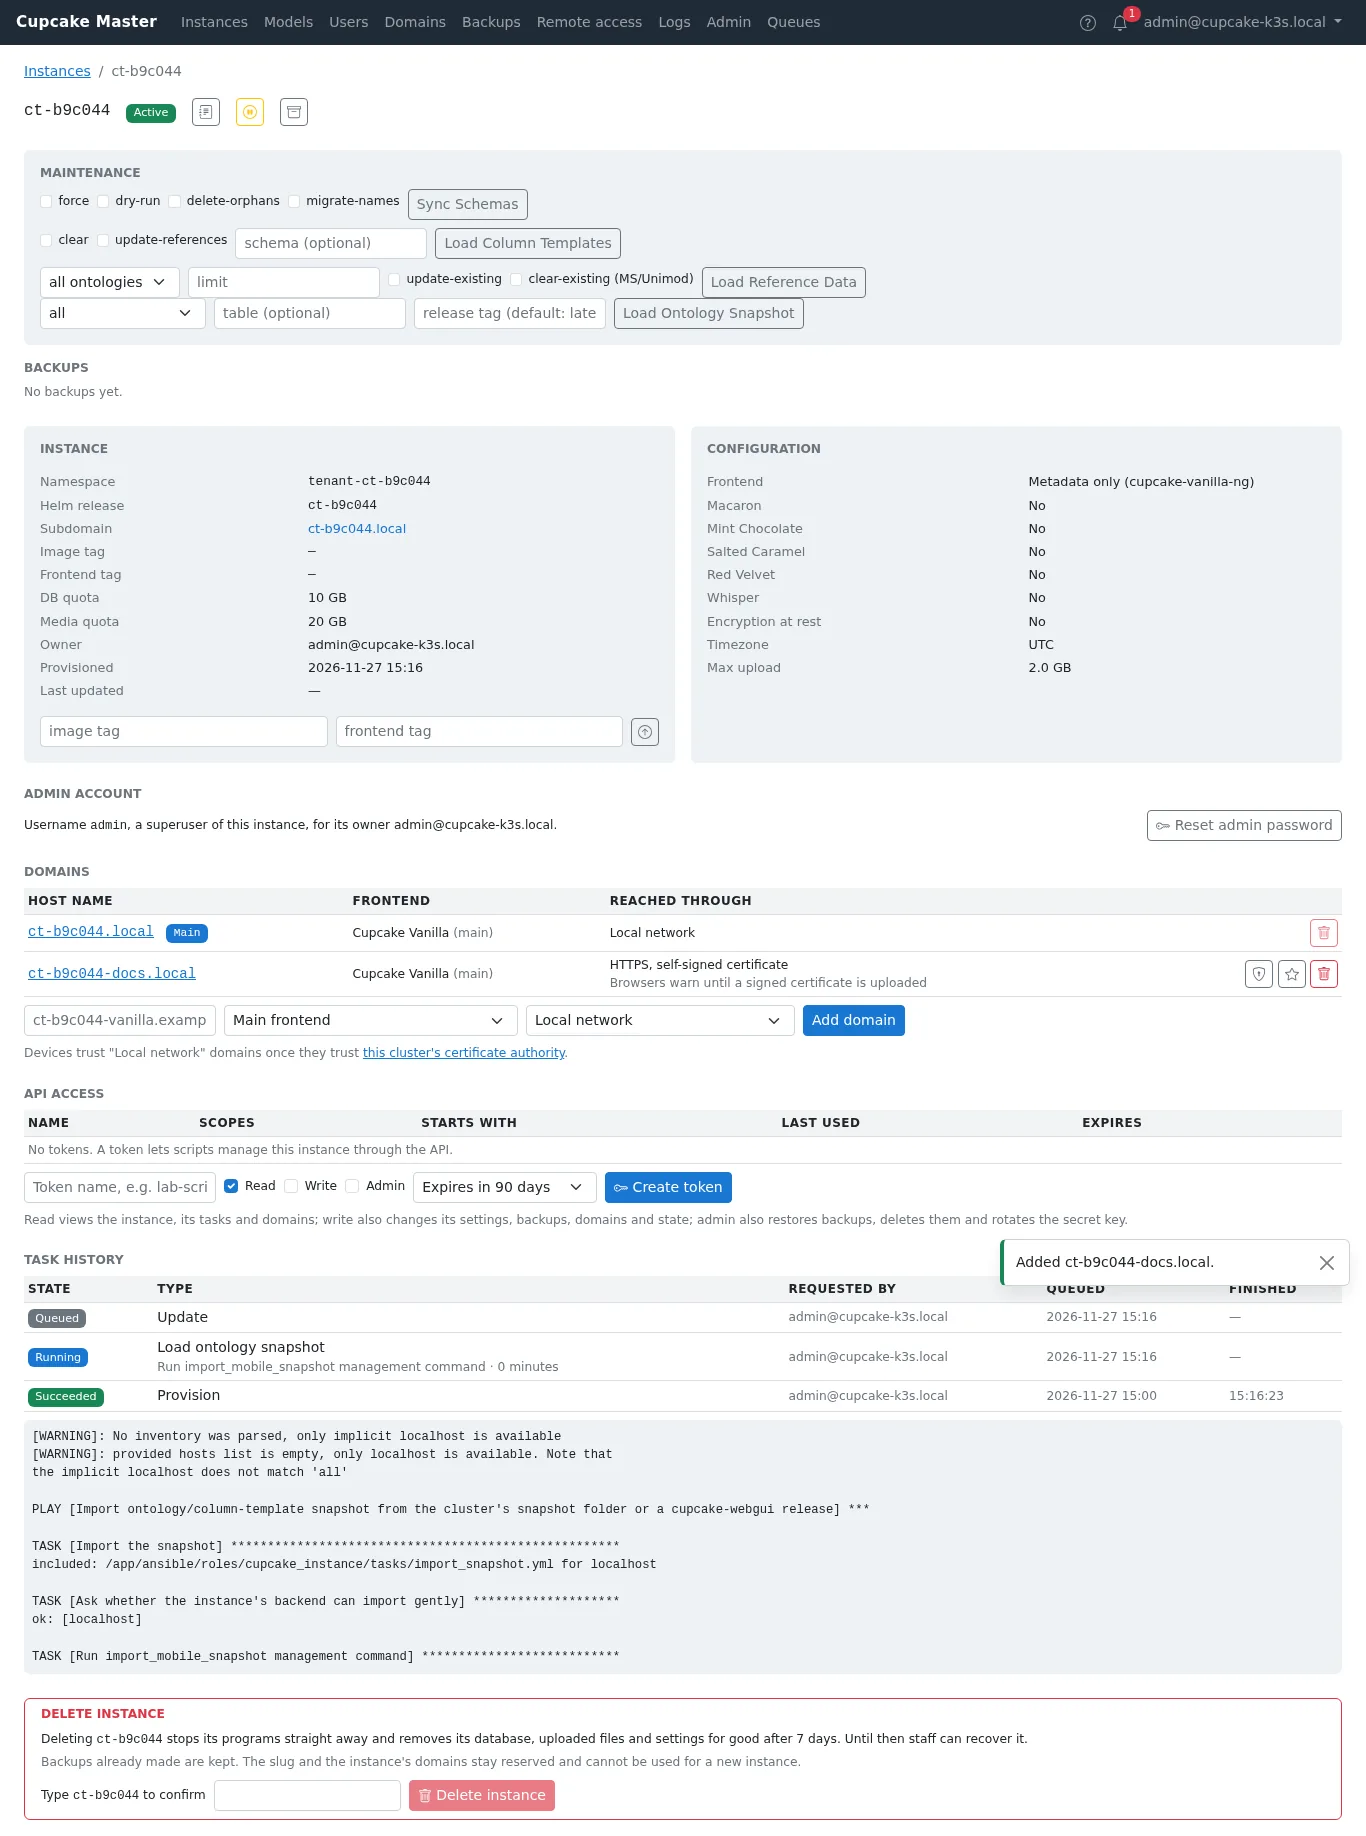 Cupcake Master Instances Models Users Domains Backups Remote access Logs Admin Queues 1 admin@cupcake-k3s.local
Instances / ct-b9c044
ct-b9c044 Active
MAINTENANCE
force dry-run delete-orphans migrate-names Sync Schemas
clear update-references schema (optional) Load Column Templates
all ontologies limit update-existing clear-existing (MS/Unimod) Load Reference Data
all table (optional) release tag (default: late Load Ontology Snapshot
BACKUPS
No backups yet.
INSTANCE
Namespace tenant-ct-b9c044
Helm release ct-b9c044
Subdomain ct-b9c044.local
Image tag —
Frontend tag —
DB quota 10 GB
Media quota 20 GB
Owner admin@cupcake-k3s.local
Provisioned 2026-11-27 15:16
Last updated —
image tag frontend tag
CONFIGURATION
Frontend Metadata only (cupcake-vanilla-ng)
Macaron No
Mint Chocolate No
Salted Caramel No
Red Velvet No
Whisper No
Encryption at rest No
Timezone UTC
Max upload 2.0 GB
ADMIN ACCOUNT
Username admin, a superuser of this instance, for its owner admin@cupcake-k3s.local. Reset admin password
DOMAINS
HOST NAME FRONTEND REACHED THROUGH
ct-b9c044.local Main Cupcake Vanilla (main) Local network
ct-b9c044-docs.local Cupcake Vanilla (main) HTTPS, self-signed certificate
Browsers warn until a signed certificate is uploaded
ct-b9c044-vanilla.examp Main frontend Local network Add domain
Devices trust "Local network" domains once they trust this cluster's certificate authority.
API ACCESS
NAME SCOPES STARTS WITH LAST USED EXPIRES
No tokens. A token lets scripts manage this instance through the API.
Token name, e.g. lab-scri Read Write Admin Expires in 90 days Create token
Read views the instance, its tasks and domains; write also changes its settings, backups, domains and state; admin also restores backups, deletes them and rotates the secret key.
TASK HISTORY
Added ct-b9c044-docs.local.
STATE TYPE REQUESTED BY QUEUED FINISHED
Queued Update admin@cupcake-k3s.local 2026-11-27 15:16 —
Running Load ontology snapshot admin@cupcake-k3s.local 2026-11-27 15:16 —
Run import_mobile_snapshot management command · 0 minutes
Succeeded Provision admin@cupcake-k3s.local 2026-11-27 15:00 15:16:23
[WARNING]: No inventory was parsed, only implicit localhost is available
[WARNING]: provided hosts list is empty, only localhost is available. Note that
the implicit localhost does not match 'all'
PLAY [Import ontology/column-template snapshot from the cluster's snapshot folder or a cupcake-webgui release] ***
TASK [Import the snapshot] *****************************************************
included: /app/ansible/roles/cupcake_instance/tasks/import_snapshot.yml for localhost
TASK [Ask whether the instance's backend can import gently] ********************
ok: [localhost]
TASK [Run import_mobile_snapshot management command] ***************************
DELETE INSTANCE
Deleting ct-b9c044 stops its programs straight away and removes its database, uploaded files and settings for good after 7 days. Until then staff can recover it.
Backups already made are kept. The slug and the instance's domains stay reserved and cannot be used for a new instance.
Type ct-b9c044 to confirm Delete instance